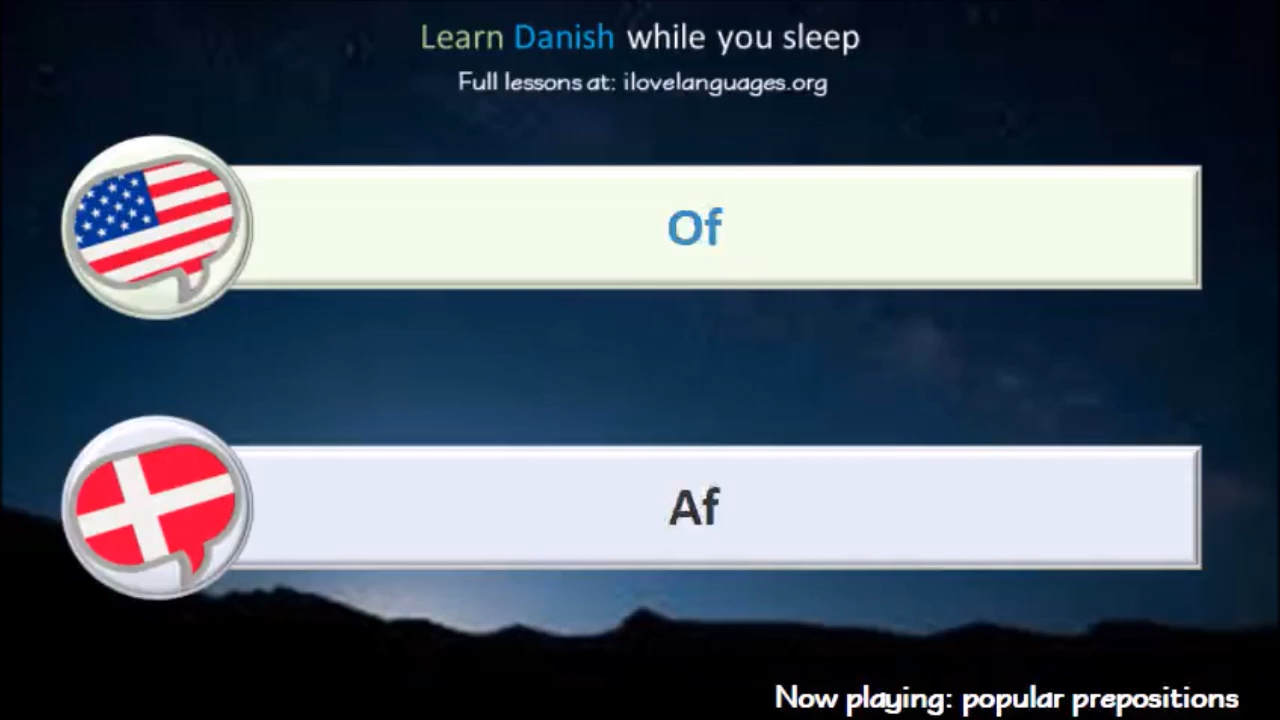 Learn Danish while you sleep
Full lessons at: ilovelanguages.org
Of
Af
Now playing: popular prepositions